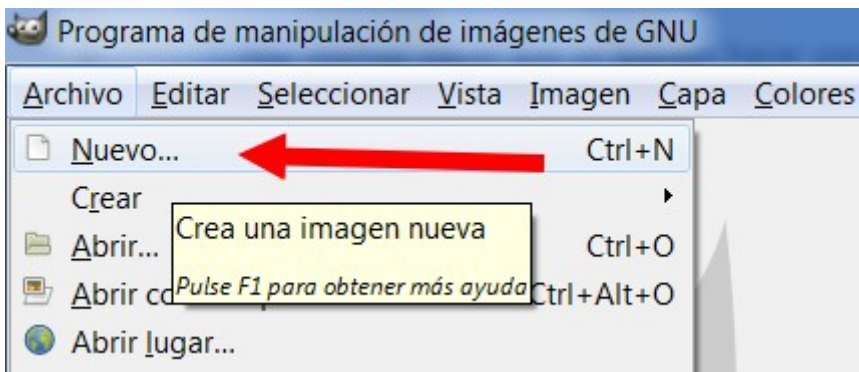 Programa de manipulación de imágenes de GNU
Archivo Editar Seleccionar Vista Imagen Capa Colores
Nuevo... Ctrl+N
Crear
Crea una imagen nueva
Abrir... Ctrl+O
Pulse F1 para obtener más ayuda
Abrir Ctrl+Alt+O
Abrir lugar...